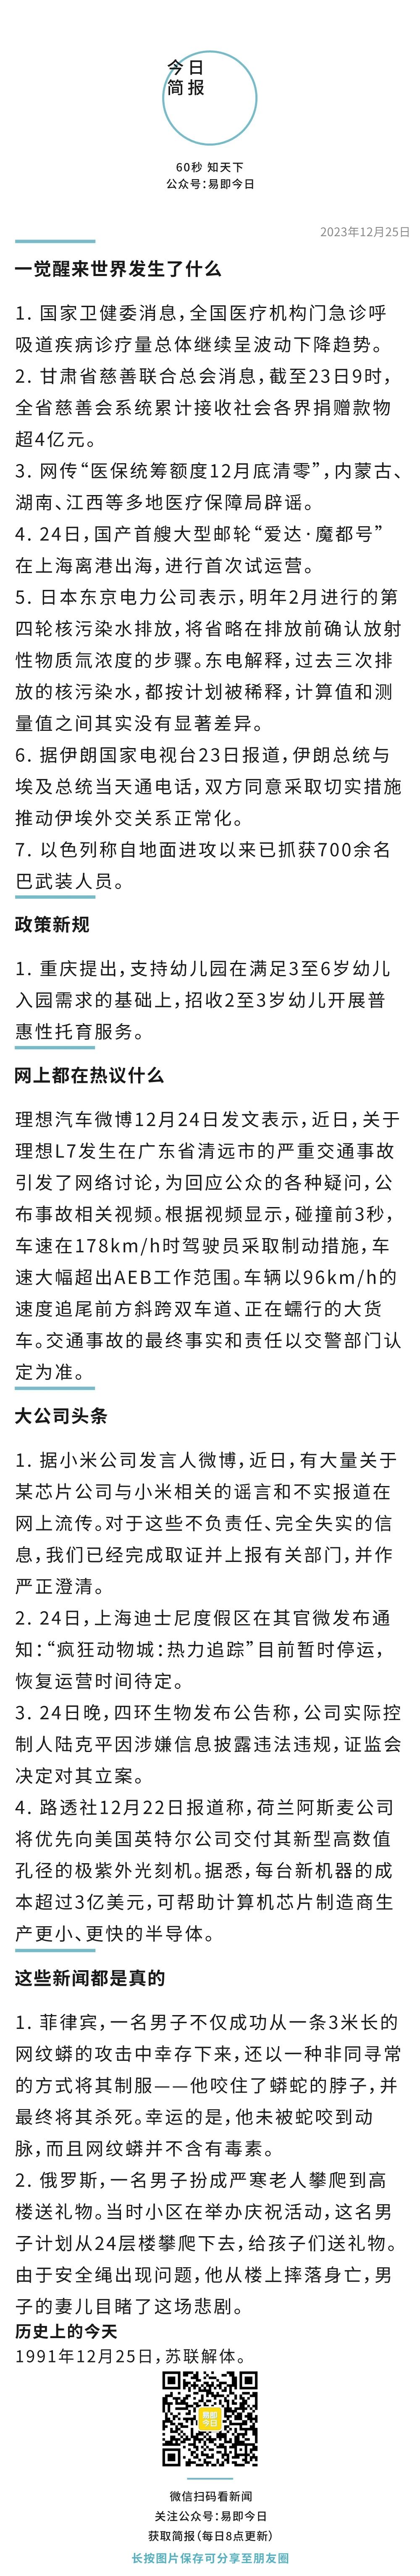 今日
简报
60秒 知天下
公众号：易即今日
2023年12月25日
一觉醒来世界发生了什么
1. 国家卫健委消息，全国医疗机构门急诊呼
吸道疾病诊疗量总体继续呈波动下降趋势。
2. 甘肃省慈善联合总会消息，截至23日9时，
全省慈善会系统累计接收社会各界捐赠款物
超4亿元。
3. 网传“医保统筹额度12月底清零”，内蒙古、
湖南、江西等多地医疗保障局辟谣。
4. 24日，国产首艘大型邮轮“爱达·魔都号”
在上海离港出海，进行首次试运营。
5. 日本东京电力公司表示，明年2月进行的第
四轮核污染水排放，将省略在排放前确认放射
性物质氚浓度的步骤。东电解释，过去三次排
放的核污染水，都按计划被稀释，计算值和测
量值之间其实没有显著差异。
6. 据伊朗国家电视台23日报道，伊朗总统与
埃及总统当天通电话，双方同意采取切实措施
推动伊埃外交关系正常化。
7. 以色列称自地面进攻以来已抓获700余名
巴武装人员。
政策新规
1. 重庆提出，支持幼儿园在满足3至6岁幼儿
入园需求的基础上，招收2至3岁幼儿开展普
惠性托育服务。
网上都在热议什么
理想汽车微博12月24日发文表示，近日，关于
理想L7发生在广东省清远市的严重交通事故
引发了网络讨论，为回应公众的各种疑问，公
布事故相关视频。根据视频显示，碰撞前3秒，
车速在178km/h时驾驶员采取制动措施，车
速大幅超出AEB工作范围。车辆以96km/h的
速度追尾前方斜跨双车道、正在蠕行的大货
车。交通事故的最终事实和责任以交警部门认
定为准。
大公司头条
1. 据小米公司发言人微博，近日，有大量关于
某芯片公司与小米相关的谣言和不实报道在
网上流传。对于这些不负责任、完全失实的信
息，我们已经完成取证并上报有关部门，并作
严正澄清。
2. 24日，上海迪士尼度假区在其官微发布通
知：“疯狂动物城：热力追踪”目前暂时停运，
恢复运营时间待定。
3. 24日晚，四环生物发布公告称，公司实际控
制人陆克平因涉嫌信息披露违法违规，证监会
决定对其立案。
4. 路透社12月22日报道称，荷兰阿斯麦公司
将优先向美国英特尔公司交付其新型高数值
孔径的极紫外光刻机。据悉，每台新机器的成
本超过3亿美元，可帮助计算机芯片制造商生
产更小、更快的半导体。
这些新闻都是真的
1. 菲律宾，一名男子不仅成功从一条3米长的
网纹蟒的攻击中幸存下来，还以一种非同寻常
的方式将其制服——他咬住了蟒蛇的脖子，并
最终将其杀死。幸运的是，他未被蛇咬到动
脉，而且网纹蟒并不含有毒素。
2. 俄罗斯，一名男子扮成严寒老人攀爬到高
楼送礼物。当时小区在举办庆祝活动，这名男
子计划从24层楼攀爬下去，给孩子们送礼物。
由于安全绳出现问题，他从楼上摔落身亡，男
子的妻儿目睹了这场悲剧。
历史上的今天
1991年12月25日，苏联解体。
易即
今日
微信扫码看新闻
关注公众号：易即今日
获取简报（每日8点更新）
长按图片保存可分享至朋友圈